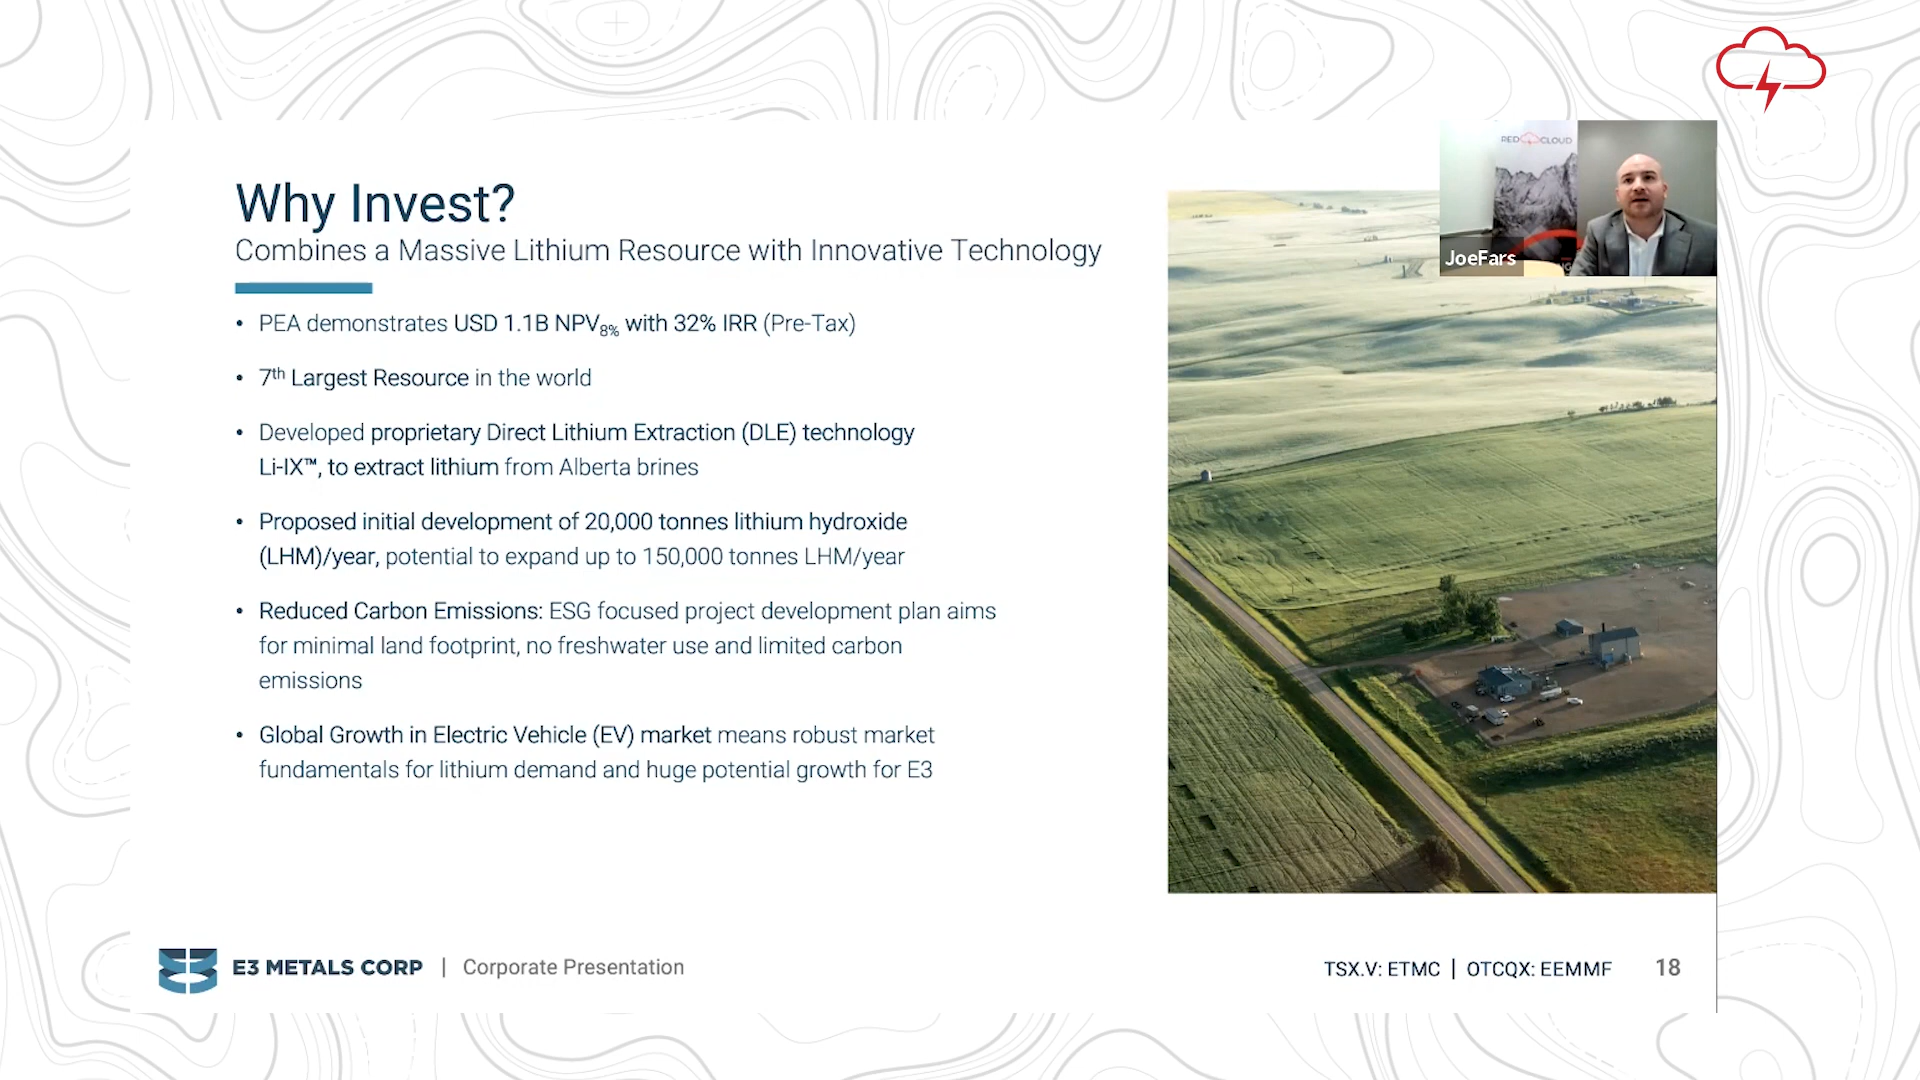 RED CLOUD
JoeFars
Why Invest?
Combines a Massive Lithium Resource with Innovative Technology
• PEA demonstrates USD 1.1B NPV8% with 32% IRR (Pre-Tax)
• 7th Largest Resource in the world
• Developed proprietary Direct Lithium Extraction (DLE) technology
Li-IX™, to extract lithium from Alberta brines
• Proposed initial development of 20,000 tonnes lithium hydroxide
(LHM)/year, potential to expand up to 150,000 tonnes LHM/year
• Reduced Carbon Emissions: ESG focused project development plan aims
for minimal land footprint, no freshwater use and limited carbon
emissions
• Global Growth in Electric Vehicle (EV) market means robust market
fundamentals for lithium demand and huge potential growth for E3
E3 METALS CORP | Corporate Presentation
TSX.V: ETMC | OTCQX: EEMMF 18